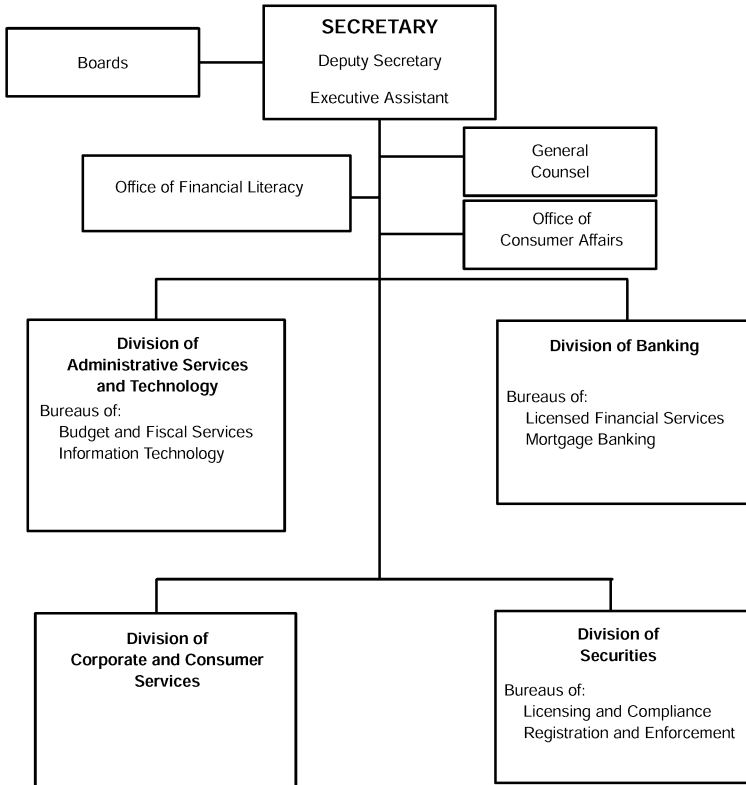 SECRETARY
Deputy Secretary
Executive Assistant
Boards
General
Counsel
Office of Financial Literacy
Office of
Consumer Affairs
Division of
Administrative Services
and Technology
Bureaus of:
Budget and Fiscal Services
Information Technology
Division of Banking
Bureaus of:
Licensed Financial Services
Mortgage Banking
Division of
Corporate and Consumer
Services
Division of
Securities
Bureaus of:
Licensing and Compliance
Registration and Enforcement